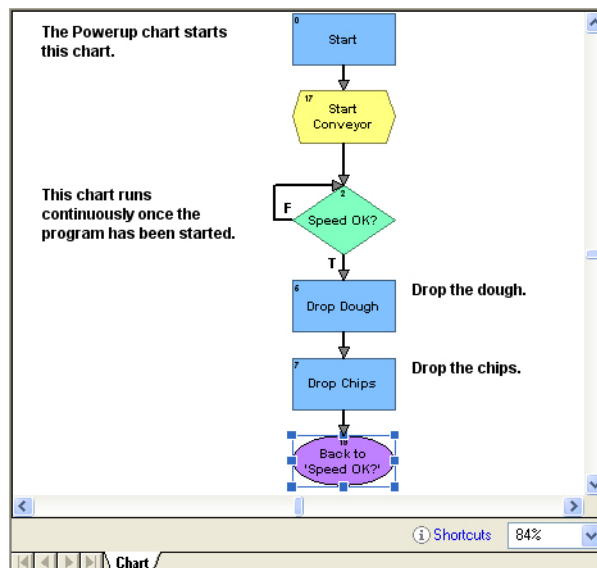 The Powerup chart starts
this chart.
0
Start
17
Start
Conveyor
This chart runs
continuously once the
program has been started.
2
F
Speed OK?
T
6
Drop Dough
Drop the dough.
7
Drop Chips
Drop the chips.
19
Back to
'Speed OK?'
Shortcuts
84%
Chart